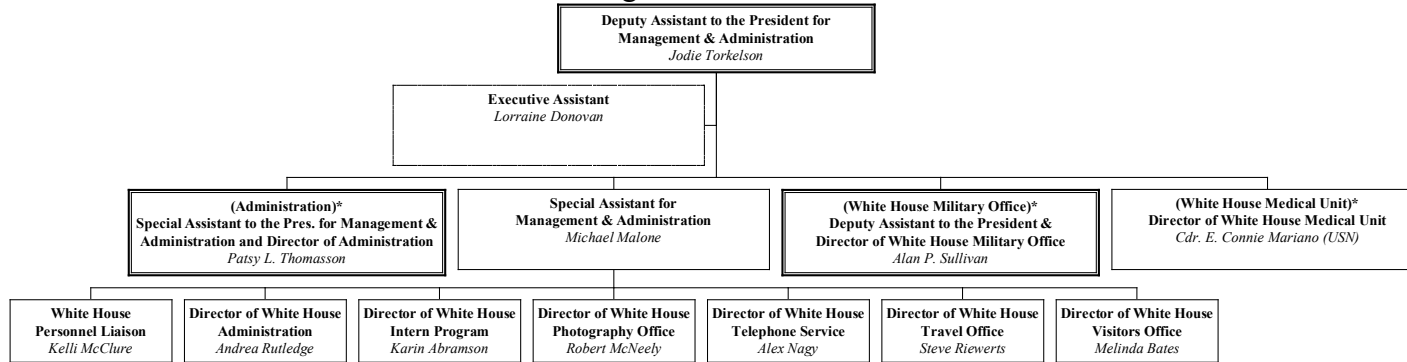 Deputy Assistant to the President for
Management & Administration
Jodie Torkelson
Executive Assistant
Lorraine Donovan
(Administration)*
Special Assistant to the Pres. for Management &
Administration and Director of Administration
Patsy L. Thomasson
Special Assistant for
Management & Administration
Michael Malone
(White House Military Office)*
Deputy Assistant to the President &
Director of White House Military Office
Alan P. Sullivan
(White House Medical Unit)*
Director of White House Medical Unit
Cdr. E. Connie Mariano (USN)
White House
Personnel Liaison
Kelli McClure
Director of White House
Administration
Andrea Rutledge
Director of White House
Intern Program
Karin Abramson
Director of White House
Photography Office
Robert McNeely
Director of White House
Telephone Service
Alex Nagy
Director of White House
Travel Office
Steve Riewerts
Director of White House
Visitors Office
Melinda Bates